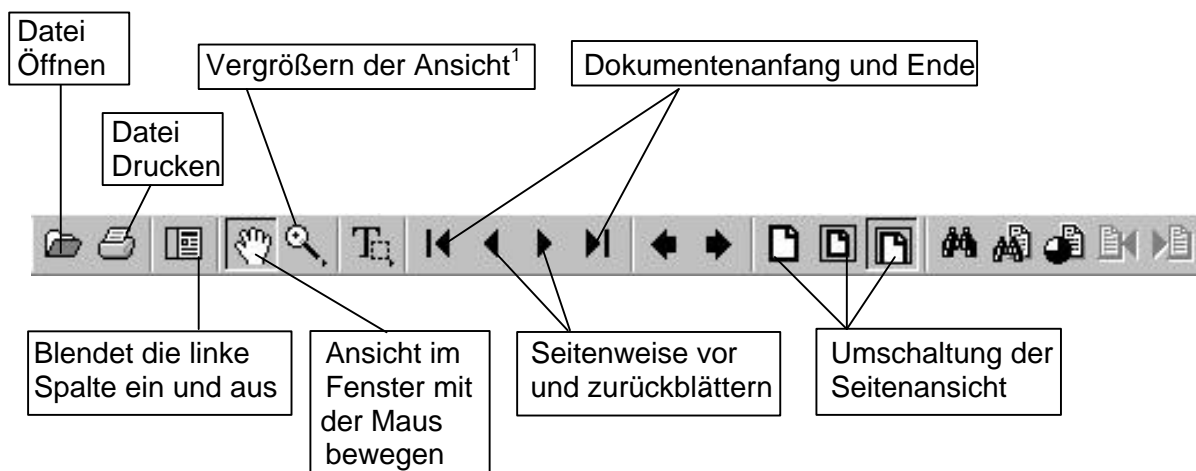 Datei
Öffnen
Vergrößern der Ansicht¹
Dokumentenanfang und Ende
Datei
Drucken
Blendet die linke
Spalte ein und aus
Ansicht im
Fenster mit
der Maus
bewegen
Seitenweise vor
und zurückblättern
Umschaltung der
Seitenansicht